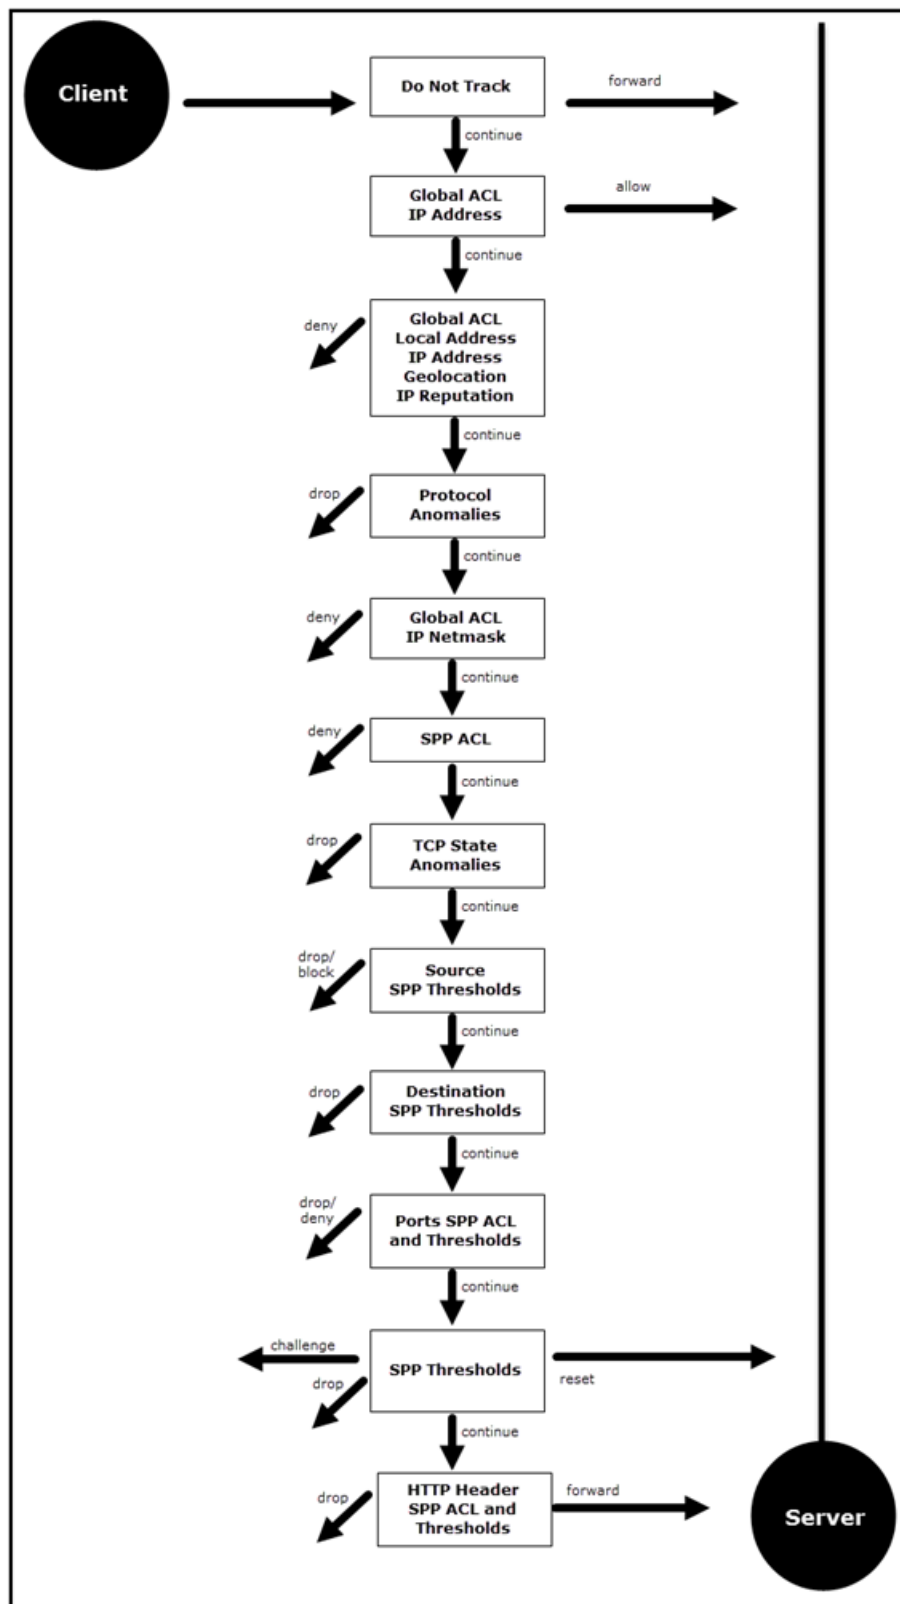 Client
Do Not Track
forward
continue
Global ACL
IP Address
allow
continue
deny
Global ACL
Local Address
IP Address
Geolocation
IP Reputation
continue
drop
Protocol
Anomalies
continue
deny
Global ACL
IP Netmask
continue
deny
SPP ACL
continue
drop
TCP State
Anomalies
continue
drop/
block
Source
SPP Thresholds
continue
drop
Destination
SPP Thresholds
continue
drop/
deny
Ports SPP ACL
and Thresholds
continue
challenge
drop
SPP Thresholds
reset
continue
drop
HTTP Header
SPP ACL and
Thresholds
forward
Server